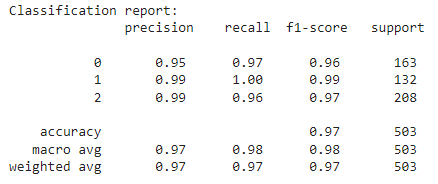 Classification report:
precision recall f1-score support
0 0.95 0.97 0.96 163
1 0.99 1.00 0.99 132
2 0.99 0.96 0.97 208
accuracy 0.97 503
macro avg 0.97 0.98 0.98 503
weighted avg 0.97 0.97 0.97 503